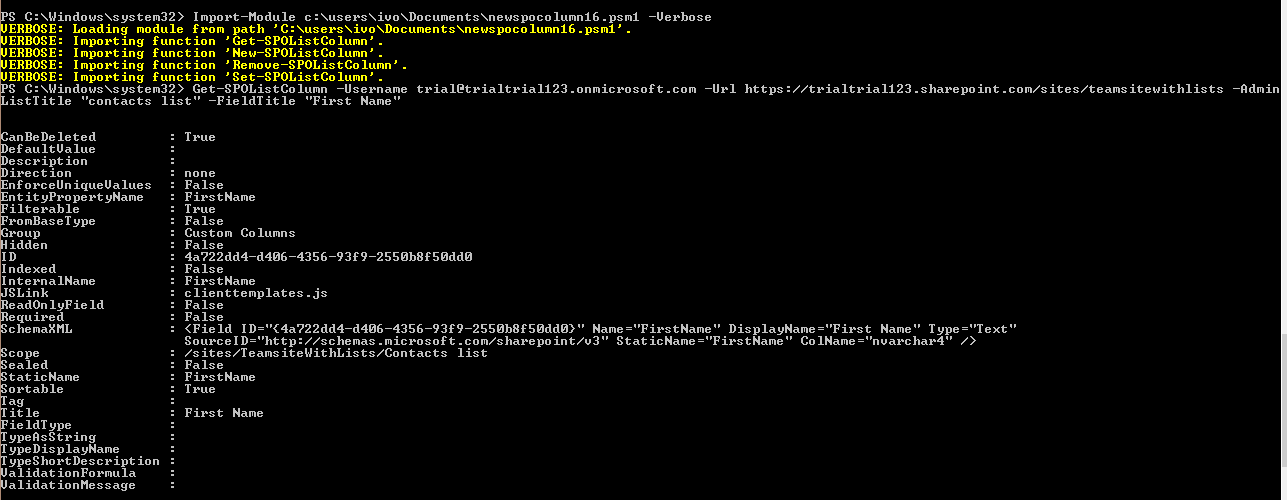 PS C:\Windows\system32> Import-Module c:\users\ivo\Documents\newspocolumn16.psm1 -Verbose
VERBOSE: Loading module from path 'C:\users\ivo\Documents\newspocolumn16.psm1'.
VERBOSE: Importing function 'Get-SPOListColumn'.
VERBOSE: Importing function 'New-SPOListColumn'.
VERBOSE: Importing function 'Remove-SPOListColumn'.
VERBOSE: Importing function 'Set-SPOListColumn'.
PS C:\Windows\system32> Get-SPOListColumn -Username trial@trialtrial123.onmicrosoft.com -Url https://trialtrial123.sharepoint.com/sites/teamsitewithlists -Admin
ListTitle "contacts list" -FieldTitle "First Name"
CanBeDeleted : True
DefaultValue :
Description :
Direction : none
EnforceUniqueValues : False
EntityPropertyName : FirstName
Filterable : True
FromBaseType : False
Group : Custom Columns
Hidden : False
ID : 4a722dd4-d406-4356-93f9-2550b8f50dd0
Indexed : False
InternalName : FirstName
JSLink : clienttemplates.js
ReadOnlyField : False
Required : False
SchemaXML : <Field ID="{4a722dd4-d406-4356-93f9-2550b8f50dd0}" Name="FirstName" DisplayName="First Name" Type="Text"
SourceID="http://schemas.microsoft.com/sharepoint/v3" StaticName="FirstName" ColName="nvarchar4" />
Scope : /sites/TeamsiteWithLists/Contacts list
Sealed : False
StaticName : FirstName
Sortable : True
Tag :
Title : First Name
FieldType :
TypeAsString :
TypeDisplayName :
TypeShortDescription :
ValidationFormula :
ValidationMessage :